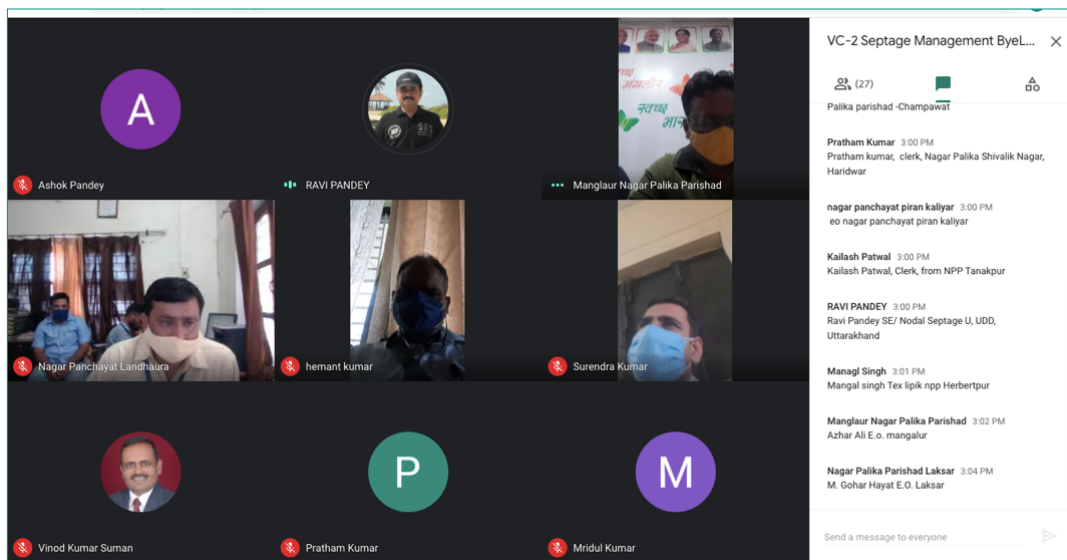 A
Ashok Pandey
RAVI PANDEY
मंगलौर
स्वच्छ
भार
Manglaur Nagar Palika Parishad
Nagar Panchayat Landhaura
hemant kumar
Surendra Kumar
Vinod Kumar Suman
P
Pratham Kumar
M
Mridul Kumar
VC-2 Septage Management ByeL...
(27)
Palika parishad -Champawat
Pratham Kumar 3:00 PM
Pratham kumar, clerk, Nagar Palika Shivalik Nagar,
Haridwar
nagar panchayat piran kaliyar 3:00 PM
eo nagar panchayat piran kaliyar
Kailash Patwal 3:00 PM
Kailash Patwal, Clerk, from NPP Tanakpur
RAVI PANDEY 3:00 PM
Ravi Pandey SE/ Nodal Septage U, UDD,
Uttarakhand
Managl Singh 3:01 PM
Mangal singh Tex lipik npp Herbertpur
Manglaur Nagar Palika Parishad 3:02 PM
Azhar Ali E.o. mangalur
Nagar Palika Parishad Laksar 3:04 PM
M. Gohar Hayat E.O. Laksar
Send a message to everyone